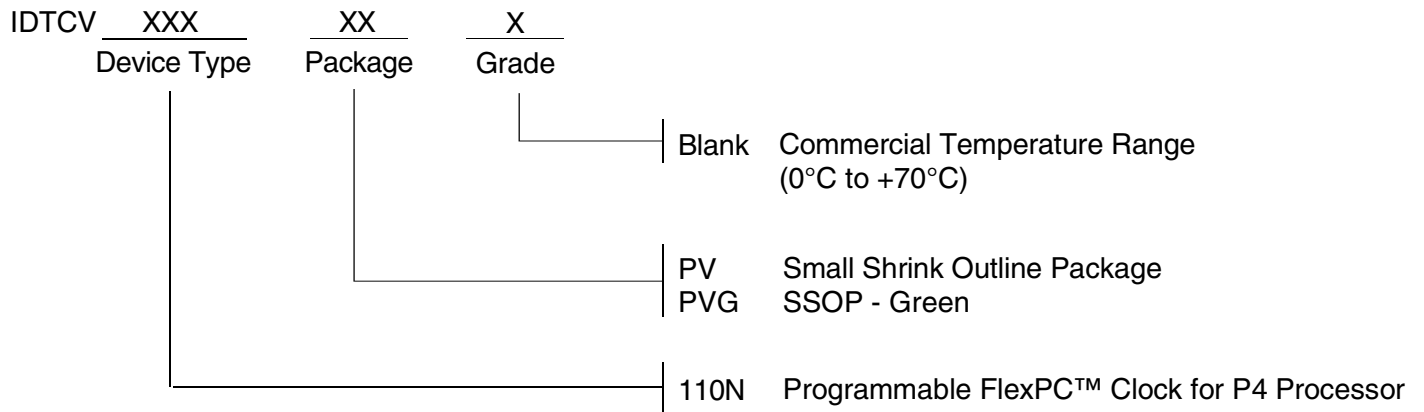 IDTCV XXX XX X
Device Type Package Grade
Blank Commercial Temperature Range
(0°C to +70°C)
PV Small Shrink Outline Package
PVG SSOP - Green
110N Programmable FlexPC™ Clock for P4 Processor